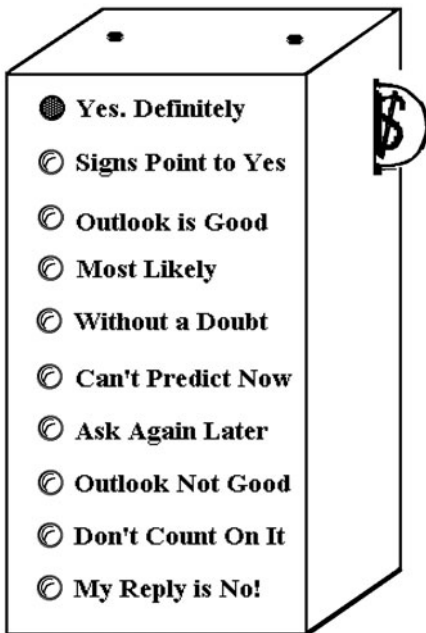 Yes. Definitely
$
Signs Point to Yes
Outlook is Good
Most Likely
Without a Doubt
Can't Predict Now
Ask Again Later
Outlook Not Good
Don't Count On It
My Reply is No!